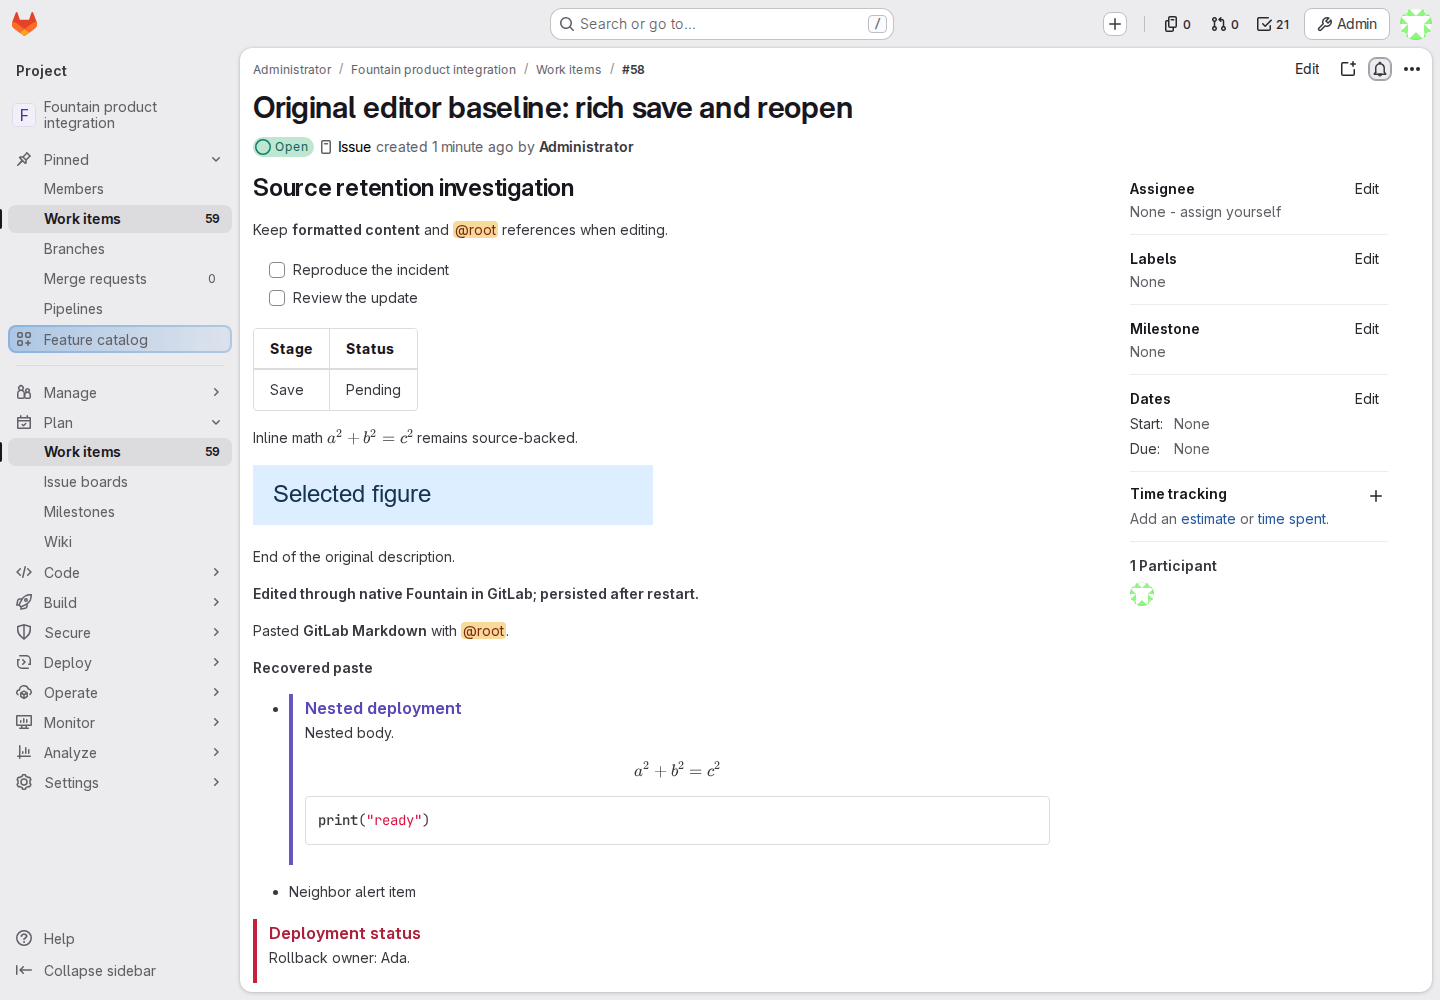 Search or go to...
/
0
0
21
Admin
Project
F
Fountain product integration
Pinned
Members
Work items 59
Branches
Merge requests 0
Pipelines
Feature catalog
Manage
Plan
Work items 59
Issue boards
Milestones
Wiki
Code
Build
Secure
Deploy
Operate
Monitor
Analyze
Settings
Help
Collapse sidebar
Administrator / Fountain product integration / Work items / #58
Edit
Original editor baseline: rich save and reopen
Open Issue created 1 minute ago by Administrator
Source retention investigation
Keep formatted content and @root references when editing.
Reproduce the incident
Review the update
Stage Status
Save Pending
Inline math a² + b² = c² remains source-backed.
Selected figure
End of the original description.
Edited through native Fountain in GitLab; persisted after restart.
Pasted GitLab Markdown with @root.
Recovered paste
Nested deployment
Nested body.
a² + b² = c²
print("ready")
Neighbor alert item
Deployment status
Rollback owner: Ada.
Assignee Edit
None - assign yourself
Labels Edit
None
Milestone Edit
None
Dates Edit
Start: None
Due: None
Time tracking
Add an estimate or time spent.
1 Participant